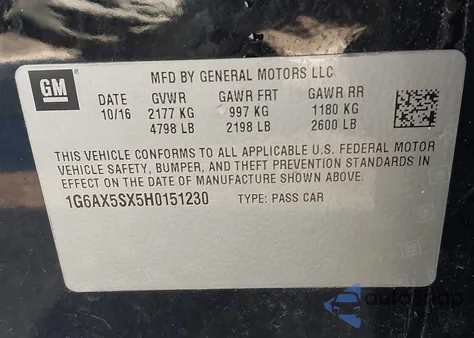 GM
MFD BY GENERAL MOTORS LLC
DATE GVWR GAWR FRT GAWR RR
10/16 2177 KG 997 KG 1180 KG
4798 LB 2198 LB 2600 LB
THIS VEHICLE CONFORMS TO ALL APPLICABLE U.S. FEDERAL MOTOR
VEHICLE SAFETY, BUMPER, AND THEFT PREVENTION STANDARDS IN
EFFECT ON THE DATE OF MANUFACTURE SHOWN ABOVE.
1G6AX5SX5H0151230 TYPE: PASS CAR
autoSnap